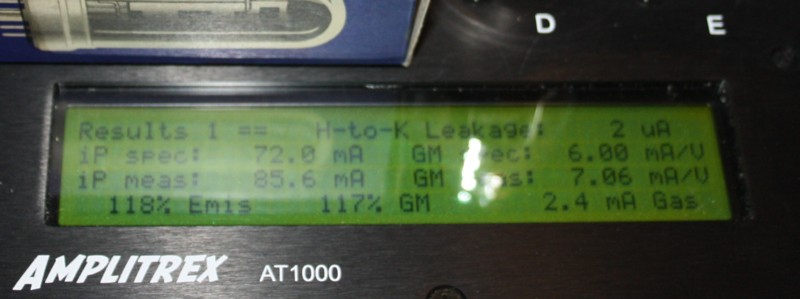 D E
Results 1 == H-to-K Leakage: 2 uA
iP spec: 72.0 mA GM spec: 6.00 mA/V
iP meas: 85.6 mA GM meas: 7.06 mA/V
118% Emis 117% GM 2.4 mA Gas
AMPLITREX AT1000